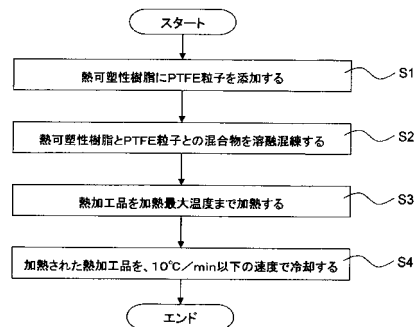 スタート
熱可塑性樹脂にPTFE粒子を添加する
S1
熱可塑性樹脂とPTFE粒子との混合物を溶融混練する
S2
熱加工品を加熱最大温度まで加熱する
S3
加熱された熱加工品を、10℃/min以下の速度で冷却する
S4
エンド